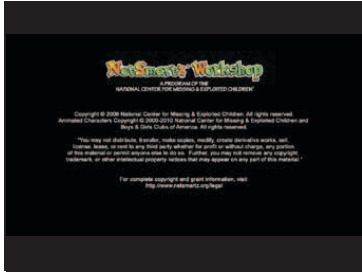 NetSmartz Workshop
A PROGRAM OF THE
NATIONAL CENTER FOR MISSING & EXPLOITED CHILDREN®
Copyright © 2009 National Center for Missing & Exploited Children. All rights reserved.
Animated Characters Copyright © 2000-2010 National Center for Missing & Exploited Children and
Boys & Girls Clubs of America. All rights reserved.
"You may not distribute, transfer, make copies, modify, create derivative works, sell,
license, lease, or rent to any third party whether for profit or without charge, any portion
of this material or permit anyone else to do so. Further, you may not remove any copyright,
trademark, or other intellectual property notices that may appear on any part of this material."
For complete copyright and grant information, visit
http://www.netsmartz.org/legal